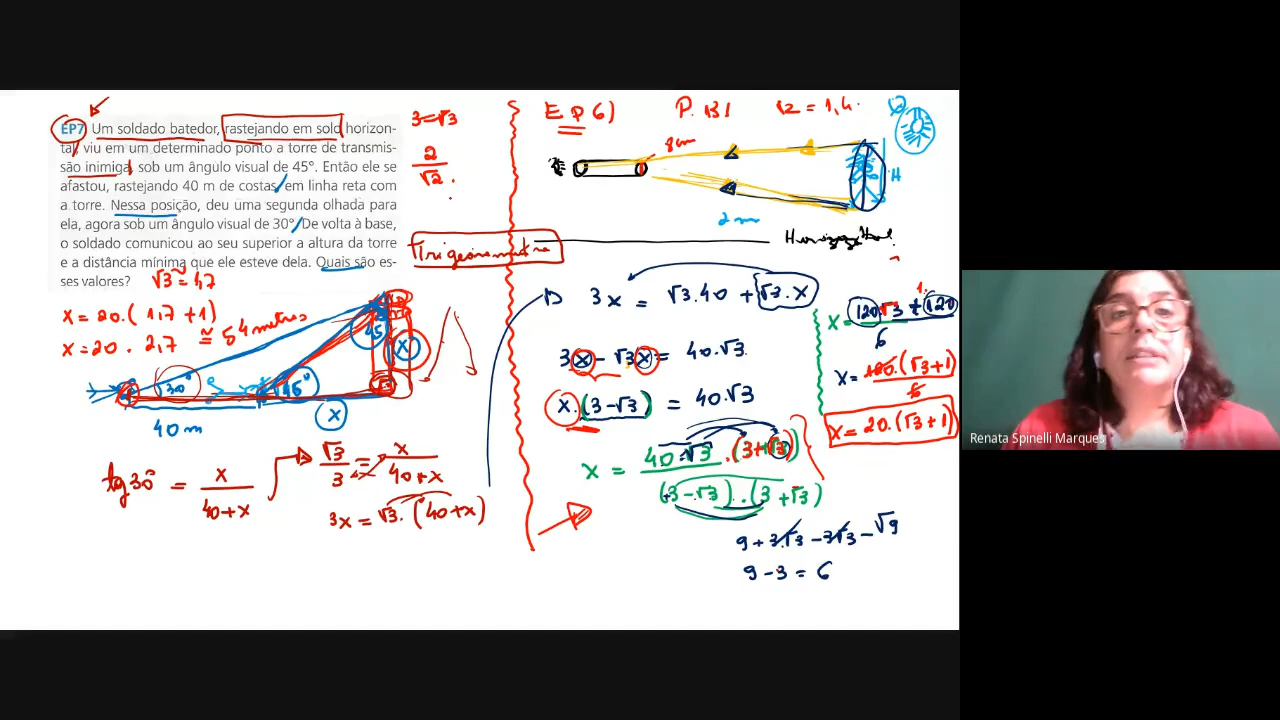 EP7 Um soldado batedor, rastejando em solo horizon-
tal, viu em um determinado ponto a torre de transmis-
são inimiga sob um ângulo visual de 45°. Então ele se
afastou, rastejando 40 m de costas, em linha reta com
a torre. Nessa posição, deu uma segunda olhada para
ela, agora sob um ângulo visual de 30°. De volta à base,
o soldado comunicou ao seu superior a altura da torre
e a distância mínima que ele esteve dela. Quais são es-
ses valores?
√3 ≅ 1,7
x = 20.(1,7 + 1)
x = 20 . 2,7 ≅ 54 metros
30°
45°
45
x
x
40 m
tg 30° = x / 40+x
√3 / 3 = x / 40+x
3x = √3.(40+x)
3 - √3
2 / √2
Trigonometria
EP6) P. 131 √2 = 1,4
8cm
H
2 m
Horizontal
3x = √3.40 + √3.x
3x - √3x = 40.√3
x.(3-√3) = 40.√3
x = 40.√3 .(3+√3) / (3-√3).(3+√3)
9 + 3√3 - 3√3 - √9
9 - 3 = 6
x = 120√3 + 120 / 6
x = 120.(√3+1) / 6
x = 20.(√3+1)
Renata Spinelli Marques